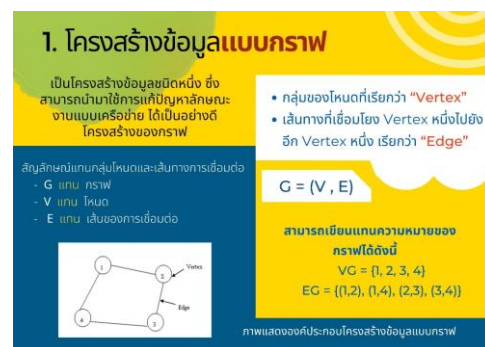 1. โครงสร้างข้อมูลแบบกราฟ
เป็นโครงสร้างข้อมูลชนิดหนึ่ง ซึ่ง
สามารถนำมาใช้การแก้ปัญหาลักษณะ
งานแบบเครือข่าย ได้เป็นอย่างดี
โครงสร้างของกราฟ
• กลุ่มของโหนดที่เรียกว่า “Vertex”
• เส้นทางที่เชื่อมโยง Vertex หนึ่งไปยัง
อีก Vertex หนึ่ง เรียกว่า “Edge”
สัญลักษณ์แทนกลุ่มโหนดและเส้นทางการเชื่อมต่อ
- G แทน กราฟ
- V แทน โหนด
- E แทน เส้นของการเชื่อมต่อ
G = (V , E)
สามารถเขียนแทนความหมายของ
กราฟได้ดังนี้
VG = {1, 2, 3, 4}
EG = {(1,2), (1,4), (2,3), (3,4)}
1
2
Vertex
Edge
4
3
ภาพแสดงองค์ประกอบโครงสร้างข้อมูลแบบกราฟ